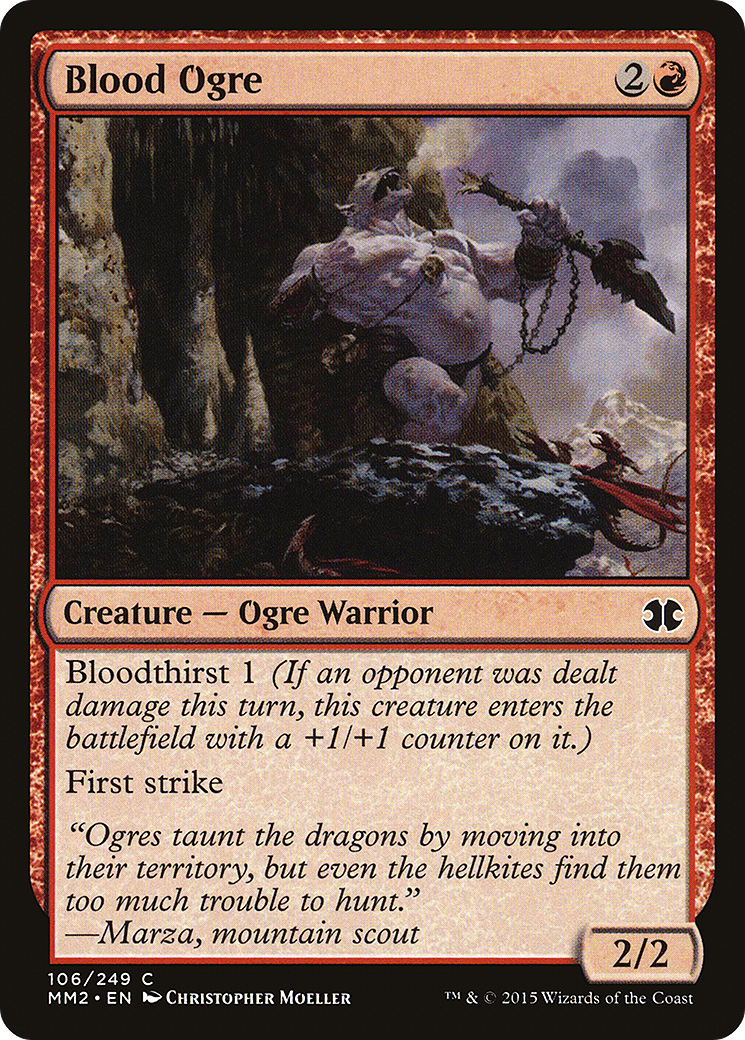 Blood Ogre 2
Creature — Ogre Warrior
Bloodthirst 1 (If an opponent was dealt
damage this turn, this creature enters the
battlefield with a +1/+1 counter on it.)
First strike
“Ogres taunt the dragons by moving into
their territory, but even the hellkites find them
too much trouble to hunt.”
—Marza, mountain scout
2/2
106/249 C
MM2 • EN Christopher Moeller ™ & © 2015 Wizards of the Coast